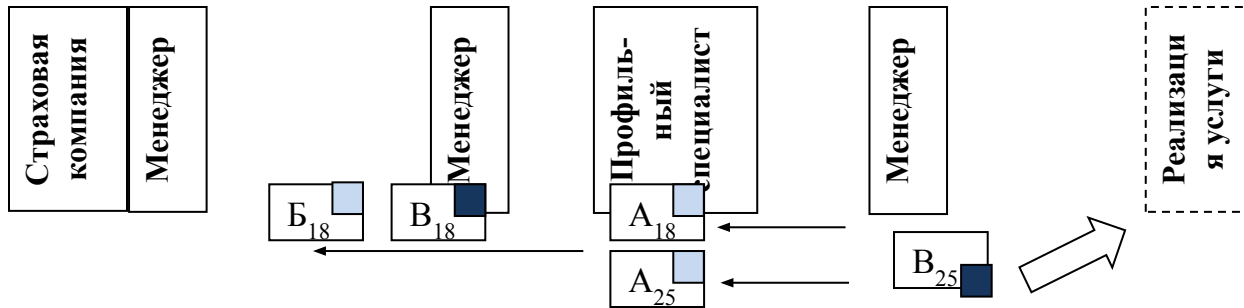 Страховая
компания
Менеджер
Менеджер
Профиль-
ный
специалист
Менеджер
Реализаци
я услуги
Б18
В18
А18
А25
В25